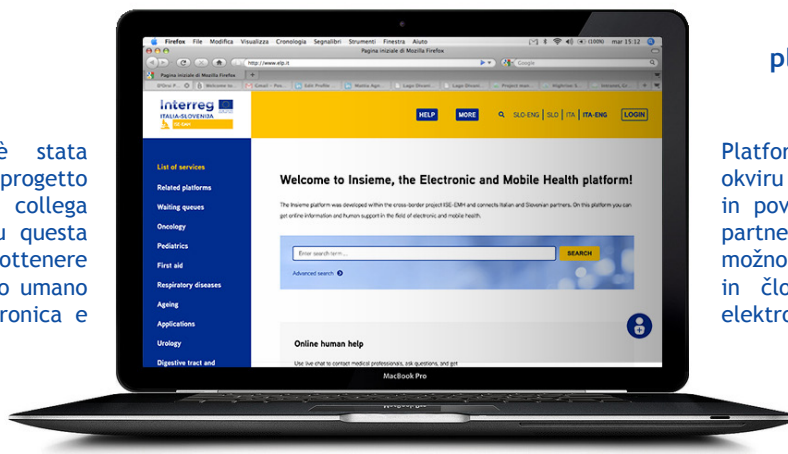 Firefox File Modifica Visualizza Cronologia Segnalibri Strumenti Finestra Aiuto (100%) mar 15:12
Pagina iniziale di Mozilla Firefox
http://www.elp.it
Google
Pagina iniziale di Mozilla Firefox
Interreg
ITALIA-SLOVENIJA
HELP MORE SLO-ENG | SLO | ITA | ITA-ENG LOGIN
List of services
Related platforms
Waiting queues
Oncology
Pediatrics
First aid
Respiratory diseases
Ageing
Applications
Urology
Digestive tract and
Welcome to Insieme, the Electronic and Mobile Health platform!
The Insieme platform was developed within the cross-border project ISE-EMH and connects Italian and Slovenian partners. On this platform you can
get online information and human support in the field of electronic and mobile health.
Enter search term... SEARCH
Advanced search
Online human help
Use live chat to contact medical professionals, ask questions, and get
MacBook Pro
è stata
progetto
collega
u questa
ottenere
o umano
ronica e
pl
Platfor
okviru
in pov
partne
možno
in člo
elektro